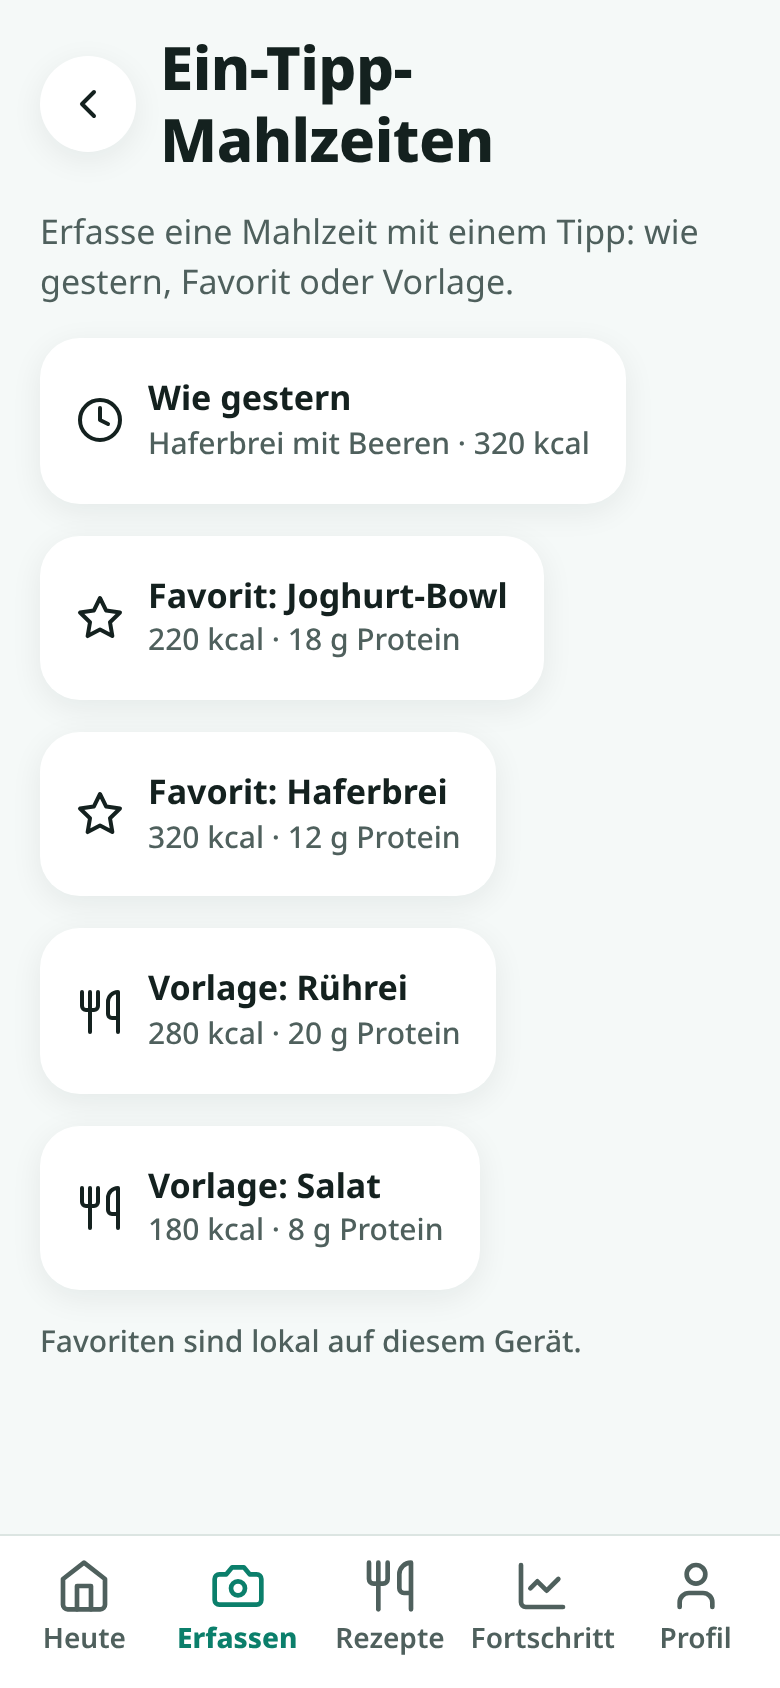 Ein-Tipp-
Mahlzeiten
Erfasse eine Mahlzeit mit einem Tipp: wie
gestern, Favorit oder Vorlage.
Wie gestern
Haferbrei mit Beeren · 320 kcal
Favorit: Joghurt-Bowl
220 kcal · 18 g Protein
Favorit: Haferbrei
320 kcal · 12 g Protein
Vorlage: Rührei
280 kcal · 20 g Protein
Vorlage: Salat
180 kcal · 8 g Protein
Favoriten sind lokal auf diesem Gerät.
Heute Erfassen Rezepte Fortschritt Profil